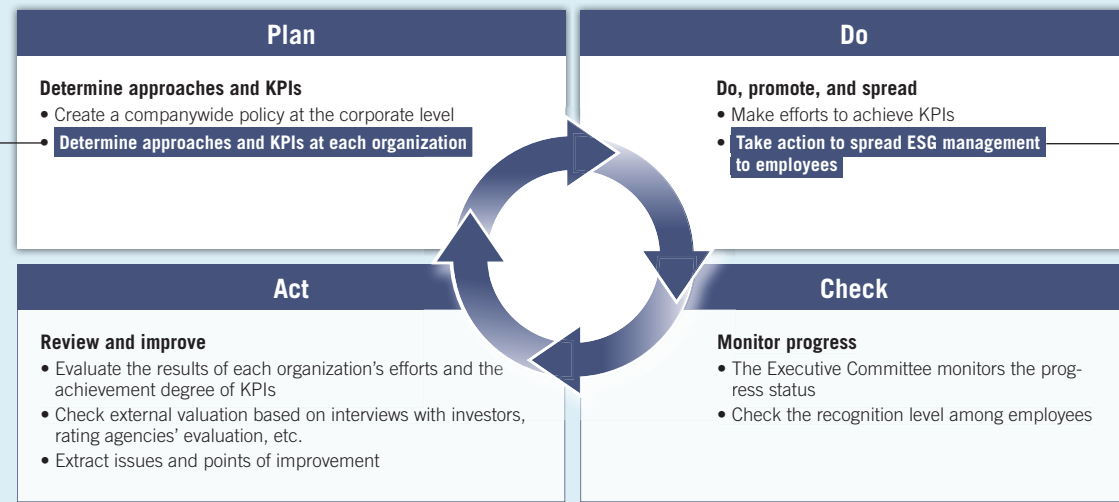 Plan
Determine approaches and KPIs
• Create a companywide policy at the corporate level
• Determine approaches and KPIs at each organization
Do
Do, promote, and spread
• Make efforts to achieve KPIs
• Take action to spread ESG management
to employees
Act
Review and improve
• Evaluate the results of each organization's efforts and the
achievement degree of KPIs
• Check external valuation based on interviews with investors,
rating agencies' evaluation, etc.
• Extract issues and points of improvement
Check
Monitor progress
• The Executive Committee monitors the prog-
ress status
• Check the recognition level among employees